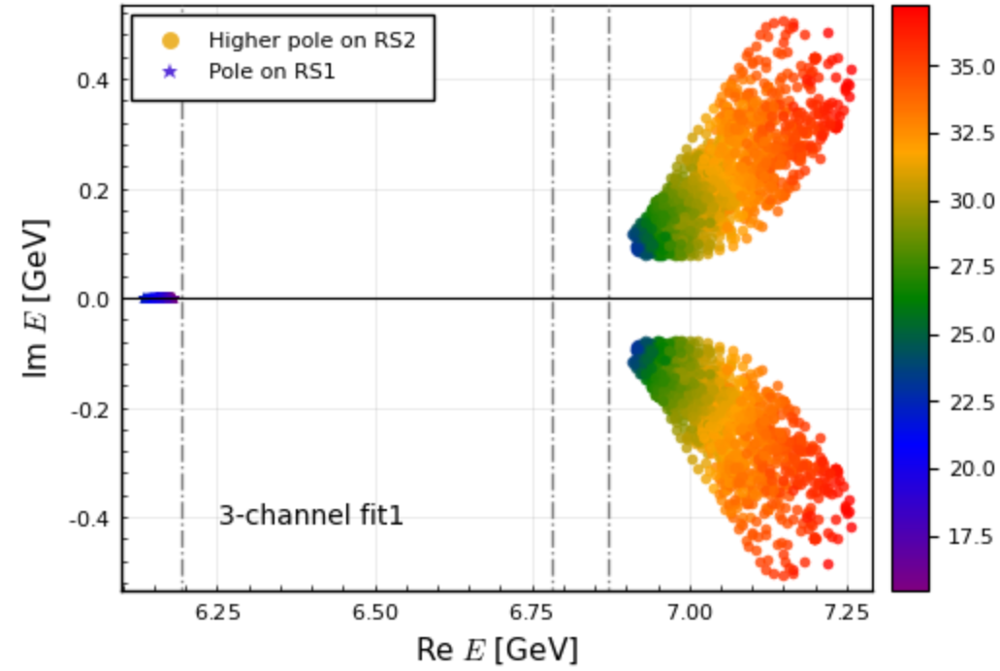 Higher pole on RS2
Pole on RS1
0.4
0.2
0.0
-0.2
-0.4
Im E [GeV]
3-channel fit1
6.25 6.50 6.75 7.00 7.25
Re E [GeV]
35.0
32.5
30.0
27.5
25.0
22.5
20.0
17.5